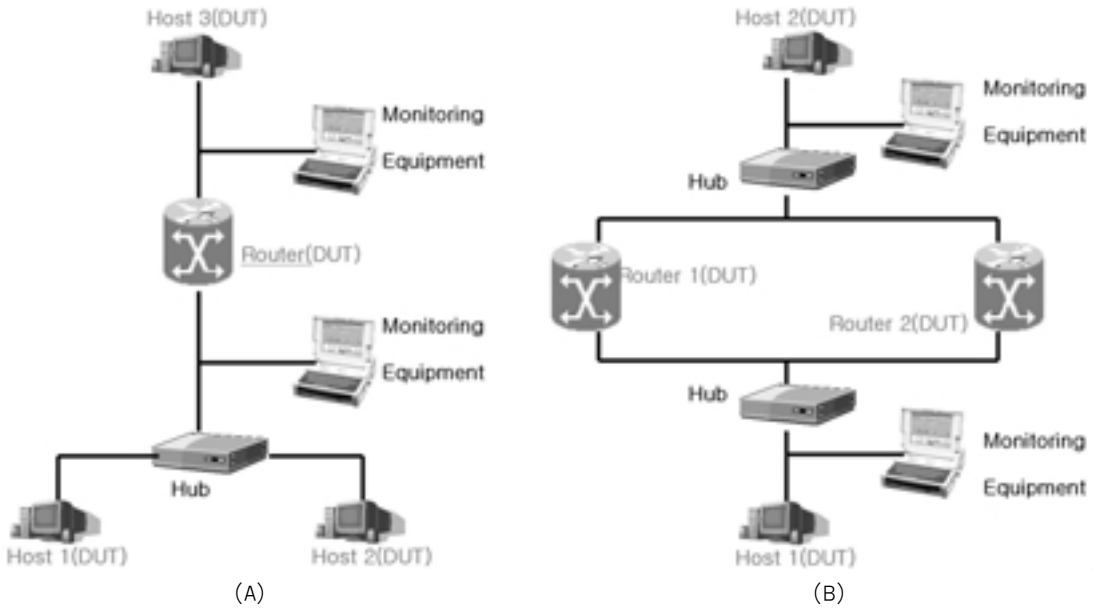 Host 3(DUT)
Monitoring
Equipment
Router(DUT)
Monitoring
Equipment
Hub
Host 1(DUT)
Host 2(DUT)
(A)
Host 2(DUT)
Monitoring
Equipment
Hub
Router 1(DUT)
Router 2(DUT)
Hub
Monitoring
Equipment
Host 1(DUT)
(B)